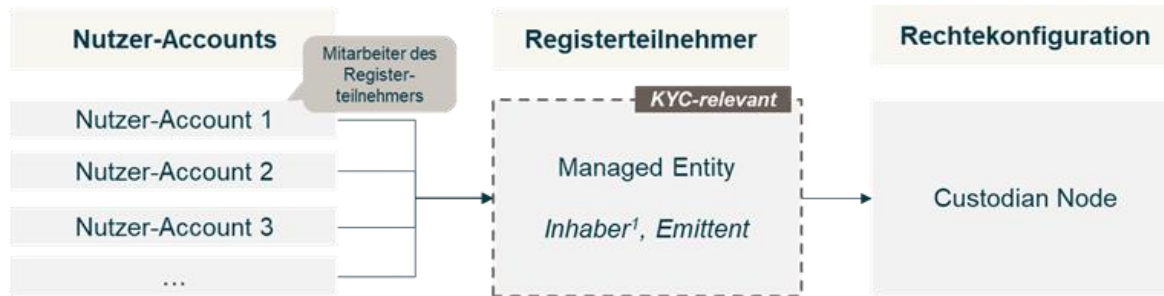 Nutzer-Accounts
Mitarbeiter des
Register-
teilnehmers
Nutzer-Account 1
Nutzer-Account 2
Nutzer-Account 3
...
Registerteilnehmer
KYC-relevant
Managed Entity
Inhaber¹, Emittent
Rechtekonfiguration
Custodian Node